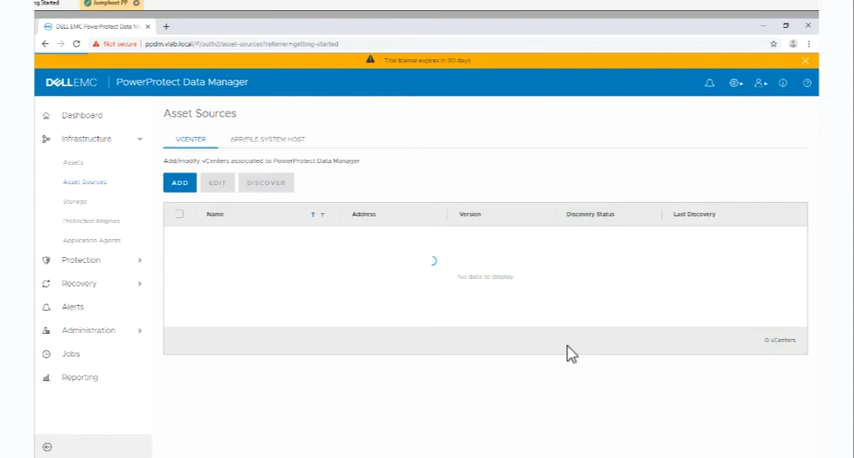 ng Started
Jumphost PP
DELL EMC PowerProtect Data M
Not secure | ppdm.vlab.local
/asset-sources?referrer=getting-started
Trial license expires in 90 days
DELLEMC PowerProtect Data Manager
Dashboard
Infrastructure
Assets
Asset Sources
Storage
Protection Engines
Application Agents
Protection
Recovery
Alerts
Administration
Jobs
Reporting
Asset Sources
VCENTER
APP/FILE SYSTEM HOST
Add/modify vCenters associated to PowerProtect Data Manager
ADD
EDIT
DISCOVER
Name
Address
Version
Discovery Status
Last Discovery
No data to display
0 vCenters